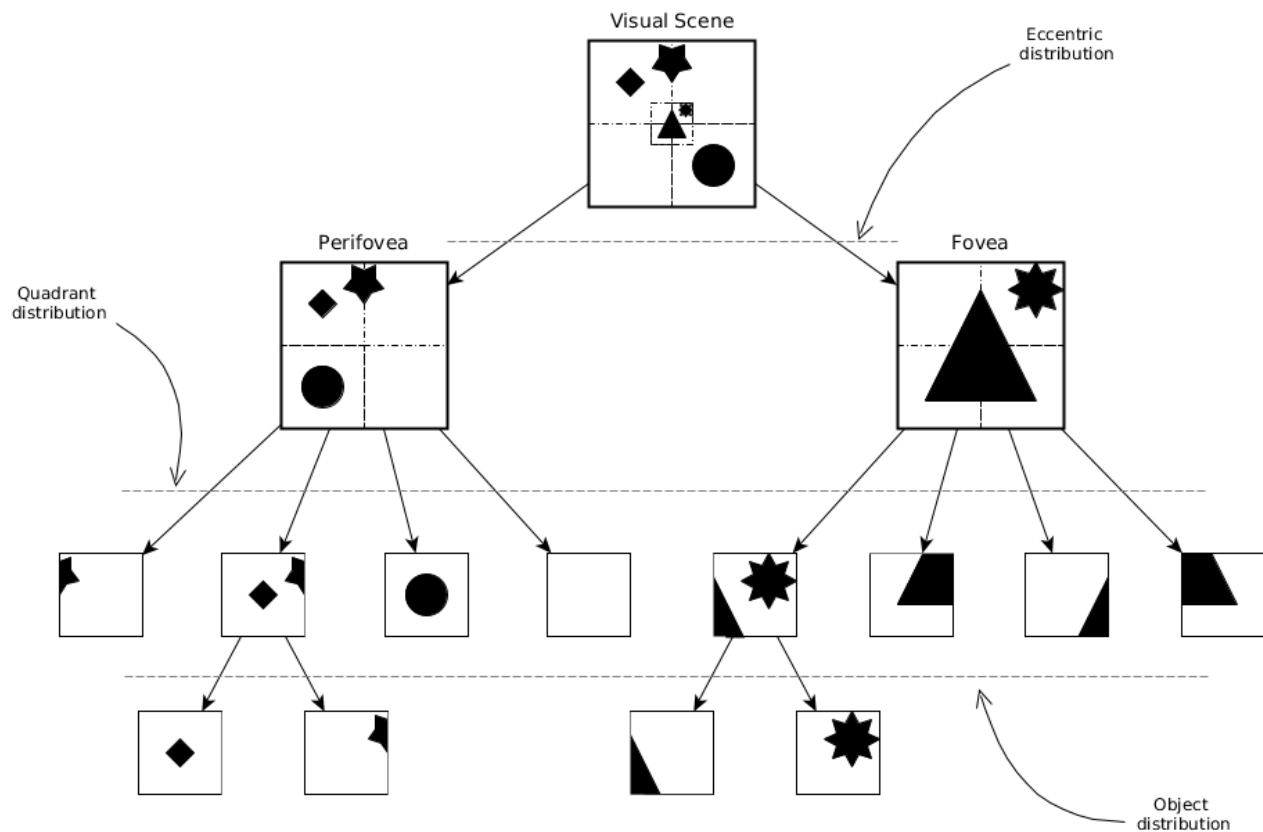 Visual Scene
Eccentric
distribution
Perifovea
Fovea
Quadrant
distribution
Object
distribution